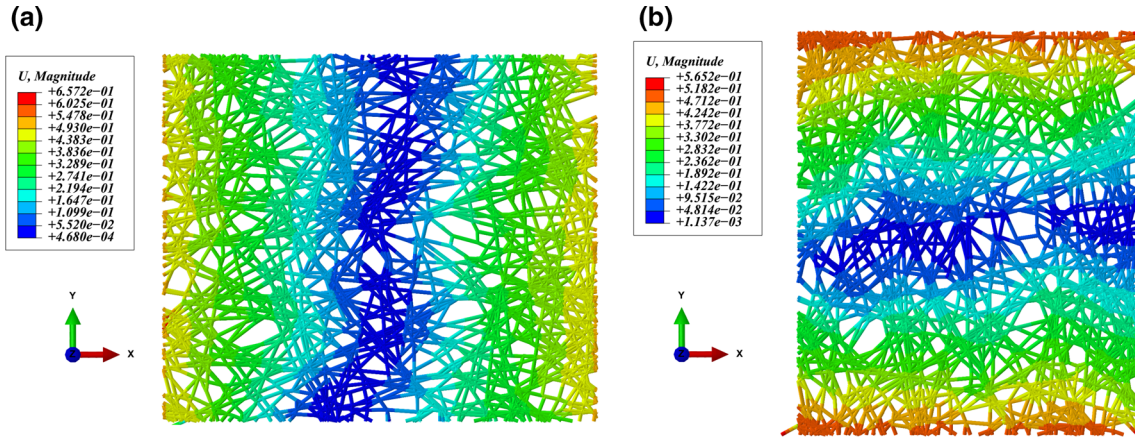 (a)
U, Magnitude
+6.572e−01
+6.025e−01
+5.478e−01
+4.930e−01
+4.383e−01
+3.836e−01
+3.289e−01
+2.741e−01
+2.194e−01
+1.647e−01
+1.099e−01
+5.520e−02
+4.680e−04
Y
Z
X
(b)
U, Magnitude
+5.652e−01
+5.182e−01
+4.712e−01
+4.242e−01
+3.772e−01
+3.302e−01
+2.832e−01
+2.362e−01
+1.892e−01
+1.422e−01
+9.515e−02
+4.814e−02
+1.137e−03
Y
Z
X